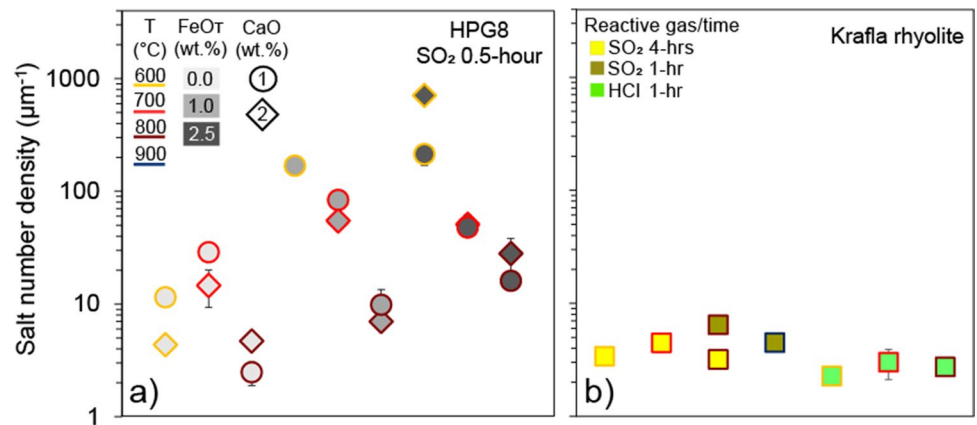 T FeOT CaO
(°C) (wt.%) (wt.%)
600 0.0 1
700 1.0 2
800 2.5
900
HPG8
SO₂ 0.5-hour
Salt number density (µm⁻¹)
1000
100
10
1
a)
Reactive gas/time
SO₂ 4-hrs
SO₂ 1-hr
HCl 1-hr
Krafla rhyolite
b)